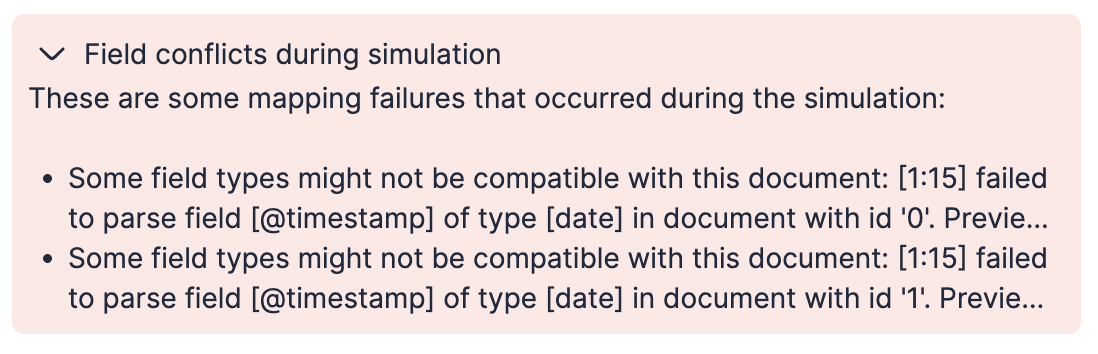 Field conflicts during simulation
These are some mapping failures that occurred during the simulation:
• Some field types might not be compatible with this document: [1:15] failed
to parse field [@timestamp] of type [date] in document with id '0'. Previe...
• Some field types might not be compatible with this document: [1:15] failed
to parse field [@timestamp] of type [date] in document with id '1'. Previe...